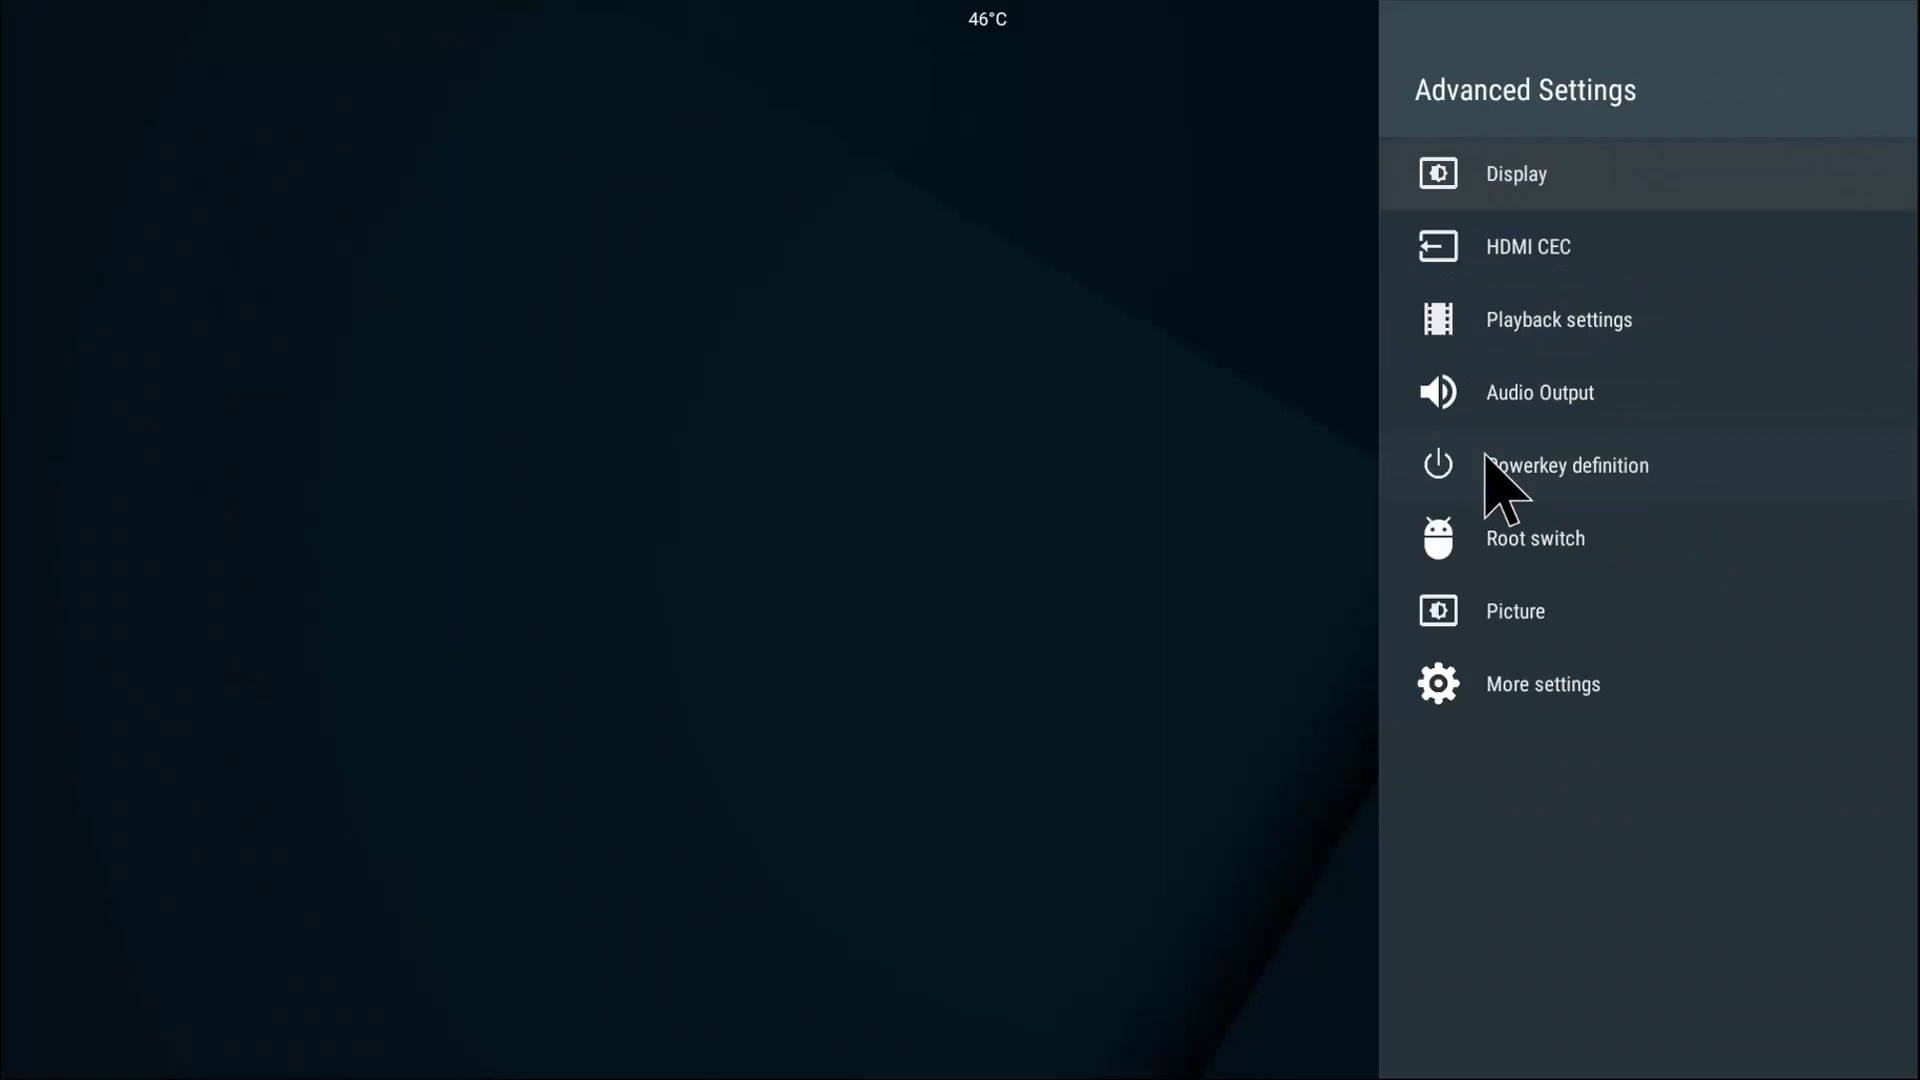 46°C
Advanced Settings
Display
HDMI CEC
Playback settings
Audio Output
Powerkey definition
Root switch
Picture
More settings